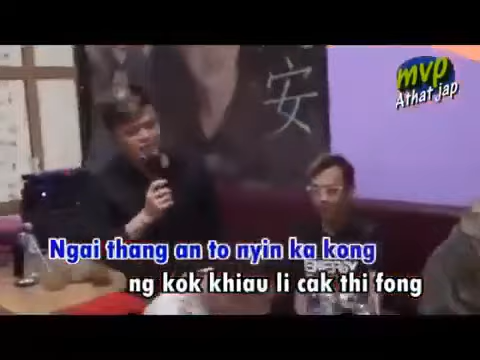 mvp
Athat jap
安
Ngai thang an to nyin ka kong
ng kok khiau li cak thi fong